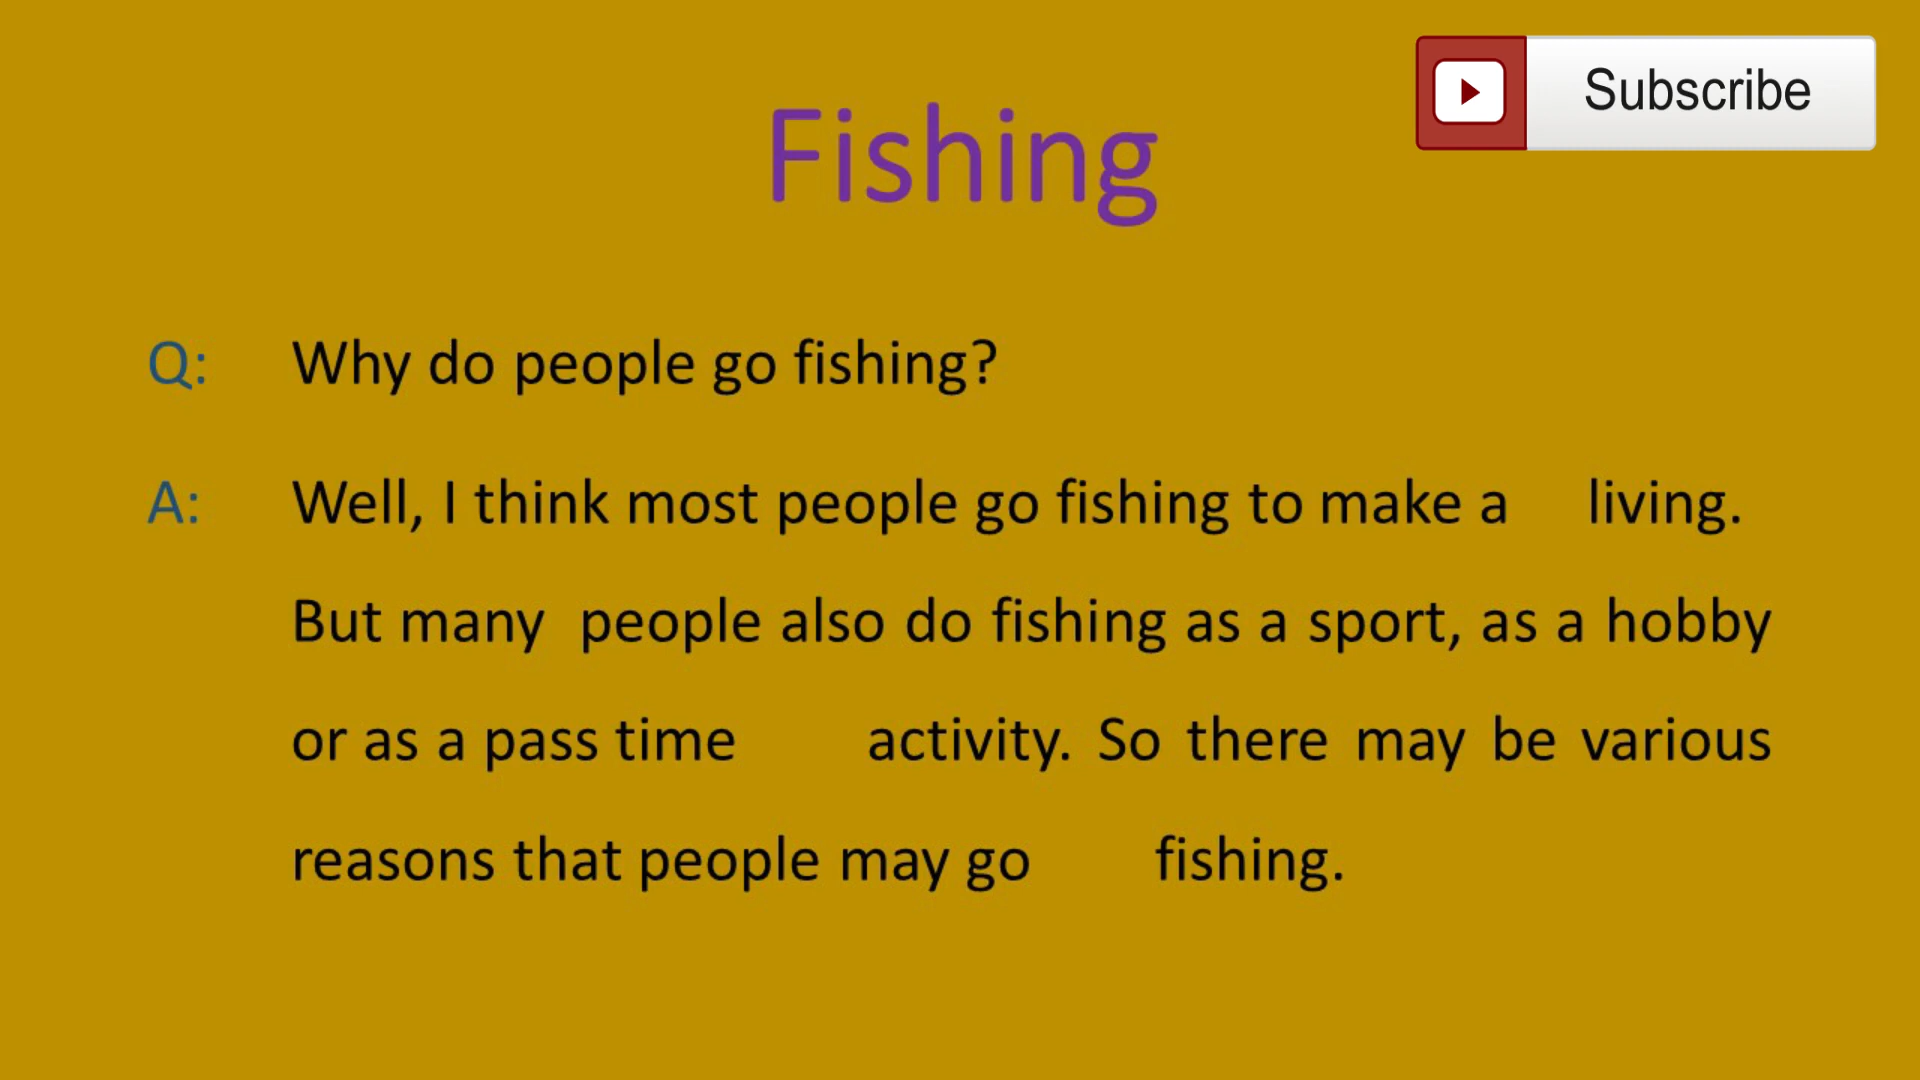 Subscribe
Fishing
Q: Why do people go fishing?
A: Well, I think most people go fishing to make a living.
But many people also do fishing as a sport, as a hobby
or as a pass time activity. So there may be various
reasons that people may go fishing.